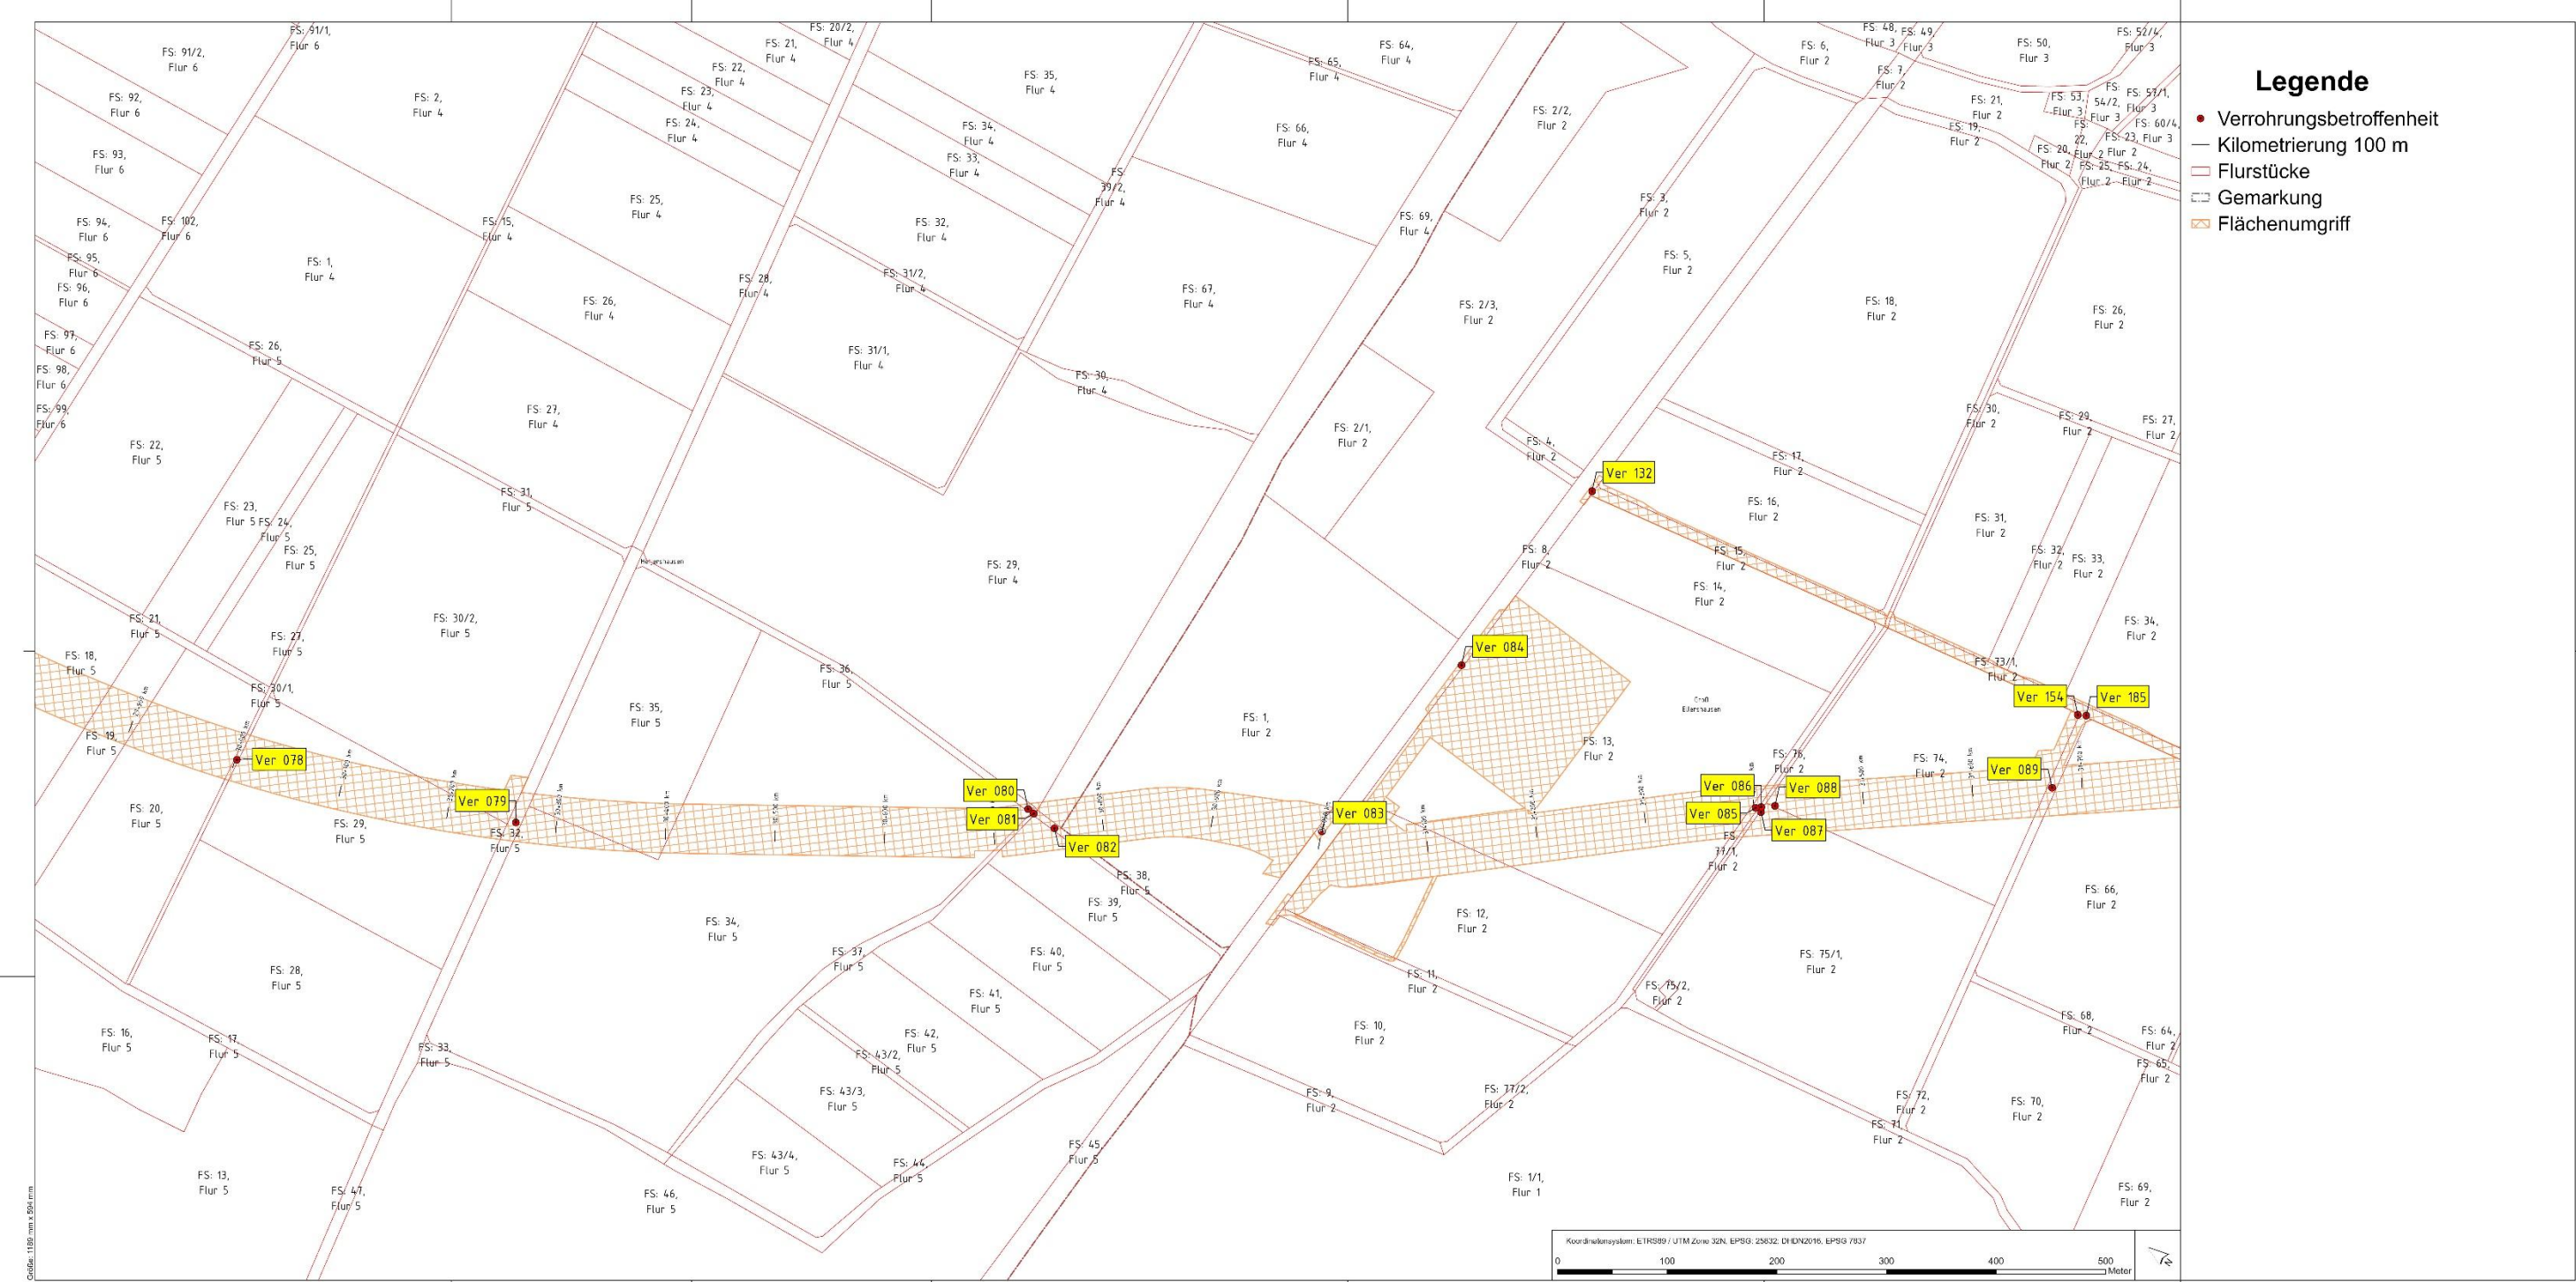 FS: 91/1,
Flur 6
FS: 91/2,
Flur 6
FS: 92,
Flur 6
FS: 93,
Flur 6
FS: 94,
Flur 6
FS: 102,
Flur 6
FS: 95,
Flur 6
FS: 96,
Flur 6
FS: 97,
Flur 6
FS: 98,
Flur 6
FS: 99,
Flur 6
FS: 2,
Flur 4
FS: 1,
Flur 4
FS: 15,
Flur 4
FS: 26,
Flur 5
FS: 20/2,
Flur 4
FS: 21,
Flur 4
FS: 22,
Flur 4
FS: 23,
Flur 4
FS: 24,
Flur 4
FS: 25,
Flur 4
FS: 26,
Flur 4
FS: 27,
Flur 4
FS: 28,
Flur 4
FS: 35,
Flur 4
FS: 34,
Flur 4
FS: 33,
Flur 4
FS: 32,
Flur 4
FS: 31/2,
Flur 4
FS: 31/1,
Flur 4
FS:
39/2,
Flur 4
FS: 30,
Flur 4
FS: 29,
Flur 4
FS: 64,
Flur 4
FS: 65,
Flur 4
FS: 66,
Flur 4
FS: 67,
Flur 4
FS: 69,
Flur 4
FS: 2/2,
Flur 2
FS: 2/3,
Flur 2
FS: 2/1,
Flur 2
FS: 3,
Flur 2
FS: 4,
Flur 2
FS: 5,
Flur 2
FS: 6,
Flur 2
FS: 7,
Flur 2
FS: 48,
Flur 3
FS: 49,
Flur 3
FS: 50,
Flur 3
FS: 52/4,
Flur 3
FS: 53,
Flur 3
FS:
54/2,
Flur 3
FS: 57/1,
Flur 3
FS: 60/4,
Flur 3
FS: 21,
Flur 2
FS: 19,
Flur 2
FS: 20,
Flur 2
FS:
22,
Flur 2
FS: 23,
Flur 2
FS: 25,
Flur 2
FS: 24,
Flur 2
FS: 18,
Flur 2
FS: 26,
Flur 2
FS: 30,
Flur 2
FS: 29,
Flur 2
FS: 27,
Flur 2
FS: 17,
Flur 2
FS: 16,
Flur 2
FS: 31,
Flur 2
FS: 32,
Flur 2
FS: 33,
Flur 2
FS: 34,
Flur 2
FS: 15,
Flur 2
FS: 14,
Flur 2
FS: 8,
Flur 2
FS: 73/1,
Flur 2
Ver 132
Ver 084
Ver 154
Ver 185
FS: 22,
Flur 5
FS: 23,
Flur 5
FS: 24,
Flur 5
FS: 25,
Flur 5
FS: 31,
Flur 5
FS: 21,
Flur 5
FS: 27,
Flur 5
FS: 30/2,
Flur 5
FS: 18,
Flur 5
FS: 30/1,
Flur 5
FS: 19,
Flur 5
FS: 35,
Flur 5
FS: 36,
Flur 5
FS: 1,
Flur 2
FS: 13,
Flur 2
FS: 76,
Flur 2
FS: 74,
Flur 2
Ver 078
Ver 079
Ver 080
Ver 081
Ver 082
Ver 083
Ver 086
Ver 085
Ver 088
Ver 087
Ver 089
FS: 20,
Flur 5
FS: 29,
Flur 5
FS: 32,
Flur 5
FS:
77/1,
Flur 2
FS: 38,
Flur 5
FS: 39,
Flur 5
FS: 34,
Flur 5
FS: 37,
Flur 5
FS: 40,
Flur 5
FS: 41,
Flur 5
FS: 42,
Flur 5
FS: 43/2,
Flur 5
FS: 43/3,
Flur 5
FS: 43/4,
Flur 5
FS: 44,
Flur 5
FS: 45,
Flur 5
FS: 46,
Flur 5
FS: 28,
Flur 5
FS: 16,
Flur 5
FS: 17,
Flur 5
FS: 33,
Flur 5
FS: 13,
Flur 5
FS: 47,
Flur 5
FS: 12,
Flur 2
FS: 11,
Flur 2
FS: 10,
Flur 2
FS: 9,
Flur 2
FS: 77/2,
Flur 2
FS: 1/1,
Flur 1
FS: 75/2,
Flur 2
FS: 75/1,
Flur 2
FS: 66,
Flur 2
FS: 68,
Flur 2
FS: 64,
Flur 2
FS: 65,
Flur 2
FS: 72,
Flur 2
FS: 71,
Flur 2
FS: 70,
Flur 2
FS: 69,
Flur 2
Legende
Verrohrungsbetroffenheit
Kilometrierung 100 m
Flurstücke
Gemarkung
Flächenumgriff
Koordinatensystem: ETRS89 / UTM Zone 32N, EPSG: 25832; DHDN2016, EPSG 7837
0 100 200 300 400 500
Meter
N
Größe: 1189 mm x 594 mm